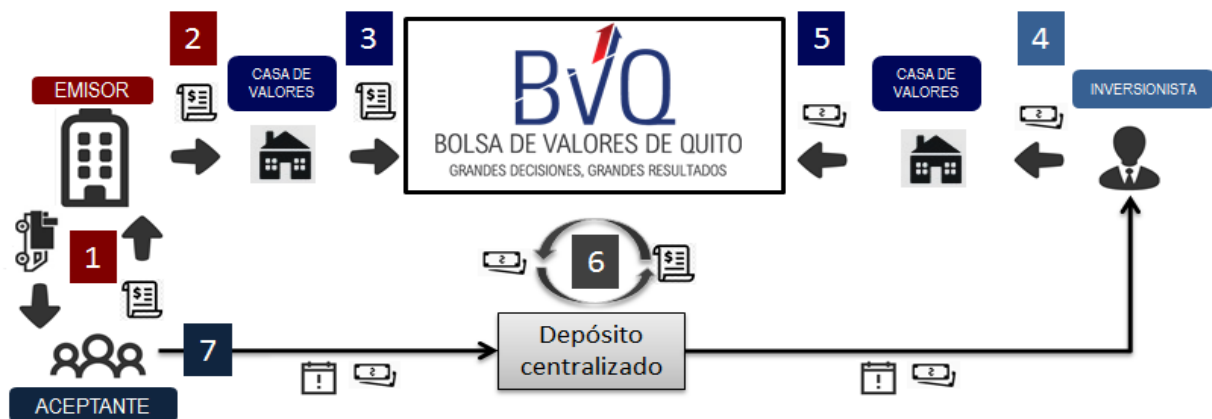 2
3
5
4
EMISOR
CASA DE
VALORES
BVQ
BOLSA DE VALORES DE QUITO
GRANDES DECISIONES, GRANDES RESULTADOS
CASA DE
VALORES
INVERSIONISTA
1
6
7
Depósito
centralizado
ACEPTANTE